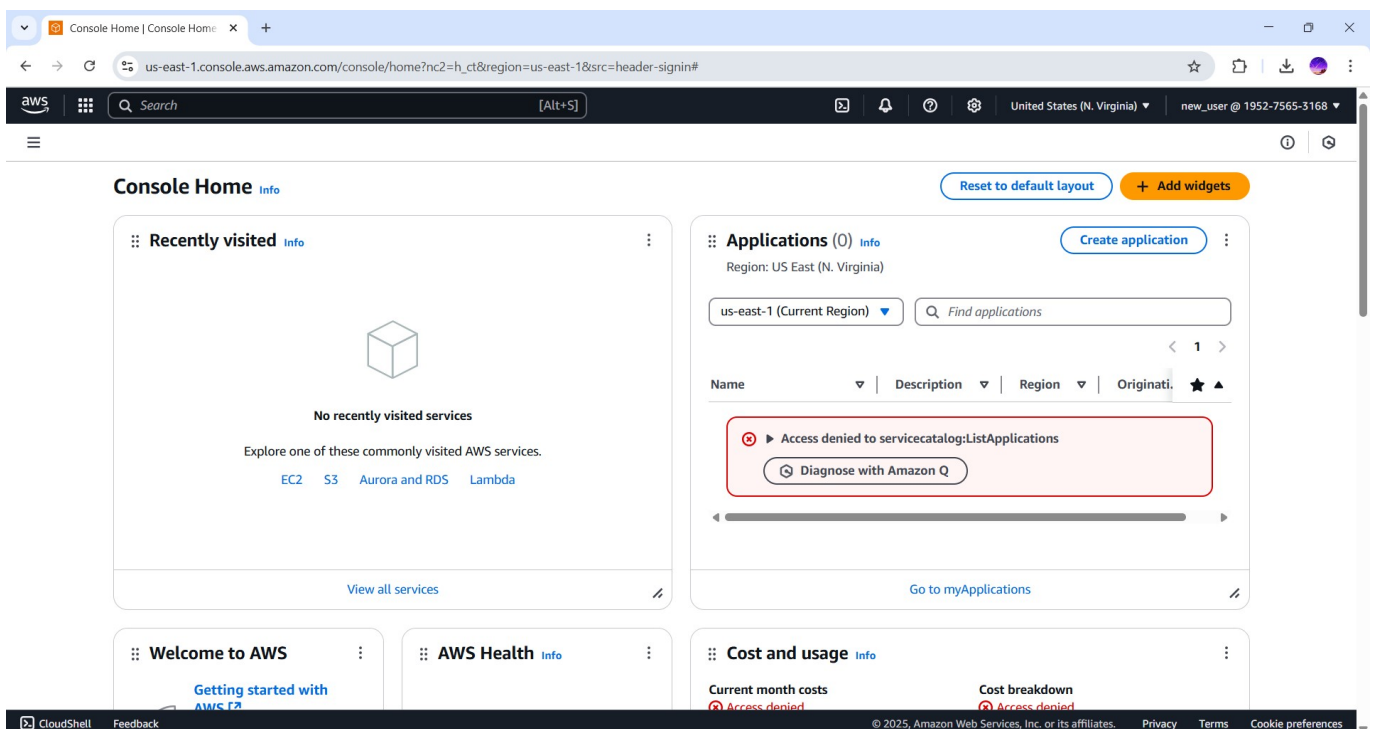 Console Home | Console Home
us-east-1.console.aws.amazon.com/console/home?nc2=h_ct&region=us-east-1&src=header-signin#
aws
Search
[Alt+S]
United States (N. Virginia)
new_user @ 1952-7565-3168
Console Home Info
Reset to default layout
+ Add widgets
Recently visited Info
No recently visited services
Explore one of these commonly visited AWS services.
EC2 S3 Aurora and RDS Lambda
View all services
Applications (0) Info
Create application
Region: US East (N. Virginia)
us-east-1 (Current Region)
Find applications
1
Name Description Region Originati.
Access denied to servicecatalog:ListApplications
Diagnose with Amazon Q
Go to myApplications
Welcome to AWS
Getting started with
AWS
AWS Health Info
Cost and usage Info
Current month costs
Access denied
Cost breakdown
Access denied
CloudShell Feedback
© 2025, Amazon Web Services, Inc. or its affiliates. Privacy Terms Cookie preferences